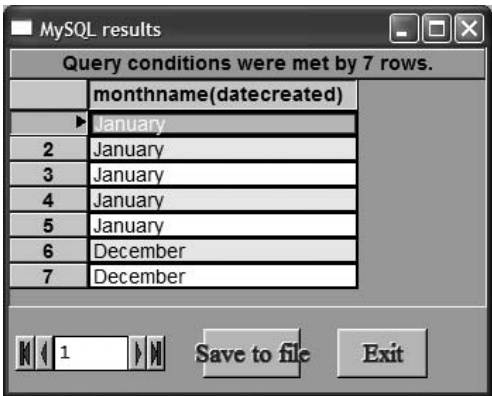 MySQL results
Query conditions were met by 7 rows.
monthname(datecreated)
January
2 January
3 January
4 January
5 January
6 December
7 December
1
Save to file
Exit